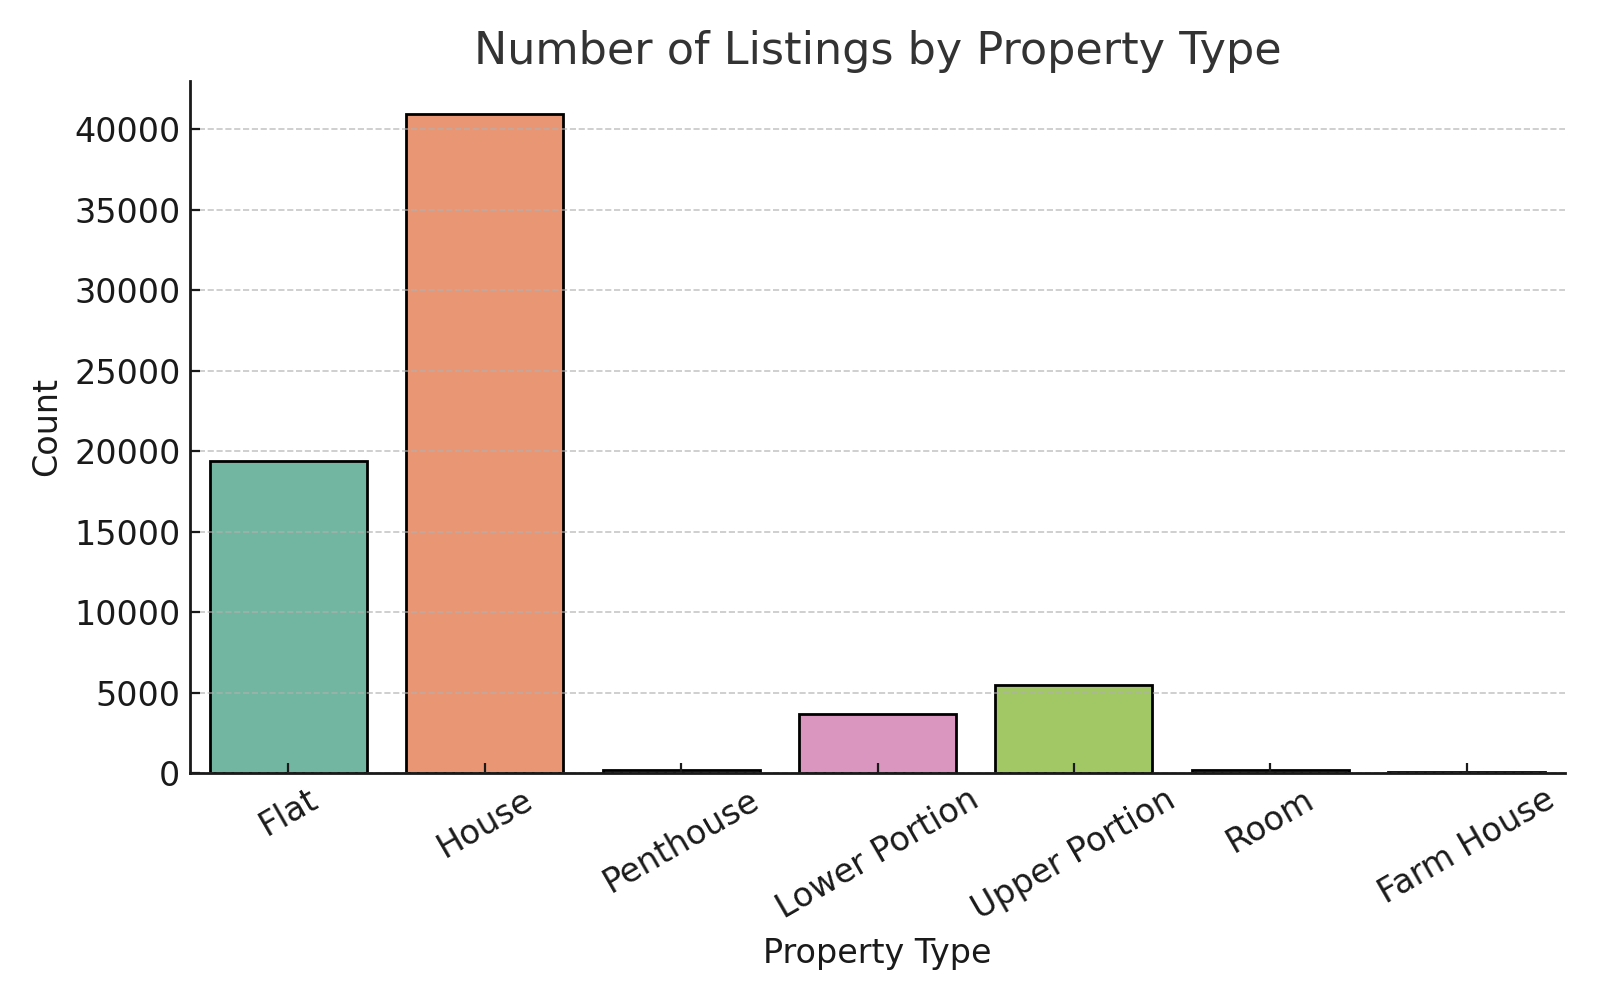 Number of Listings by Property Type
Count
40000
35000
30000
25000
20000
15000
10000
5000
0
Flat
House
Penthouse
Lower Portion
Upper Portion
Room
Farm House
Property Type